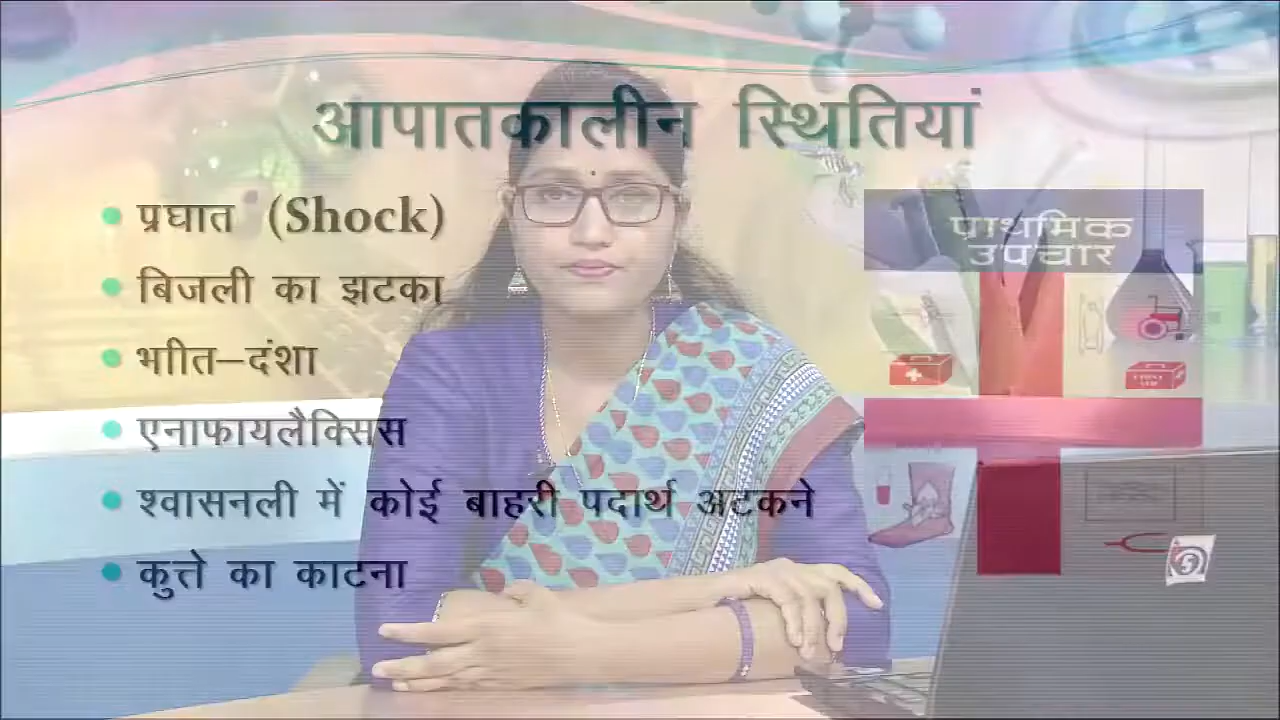 आपातकालीन स्थितियां
प्रघात (Shock)
बिजली का झटका
भाीत–दंशा
एनाफायलैक्सिस
श्वासनली में कोई बाहरी पदार्थ अटकने
कुत्ते का काटना
प्राथमिक
उपचार